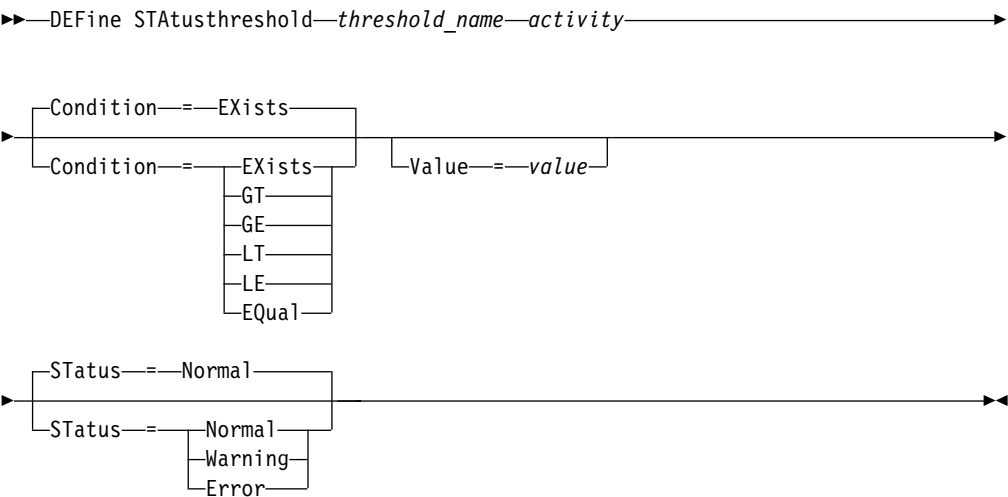 DEFine STAtusthreshold threshold_name activity
Condition = EXists
Condition = EXists
Value = value
GT
GE
LT
LE
EQual
STatus = Normal
STatus = Normal
Warning
Error